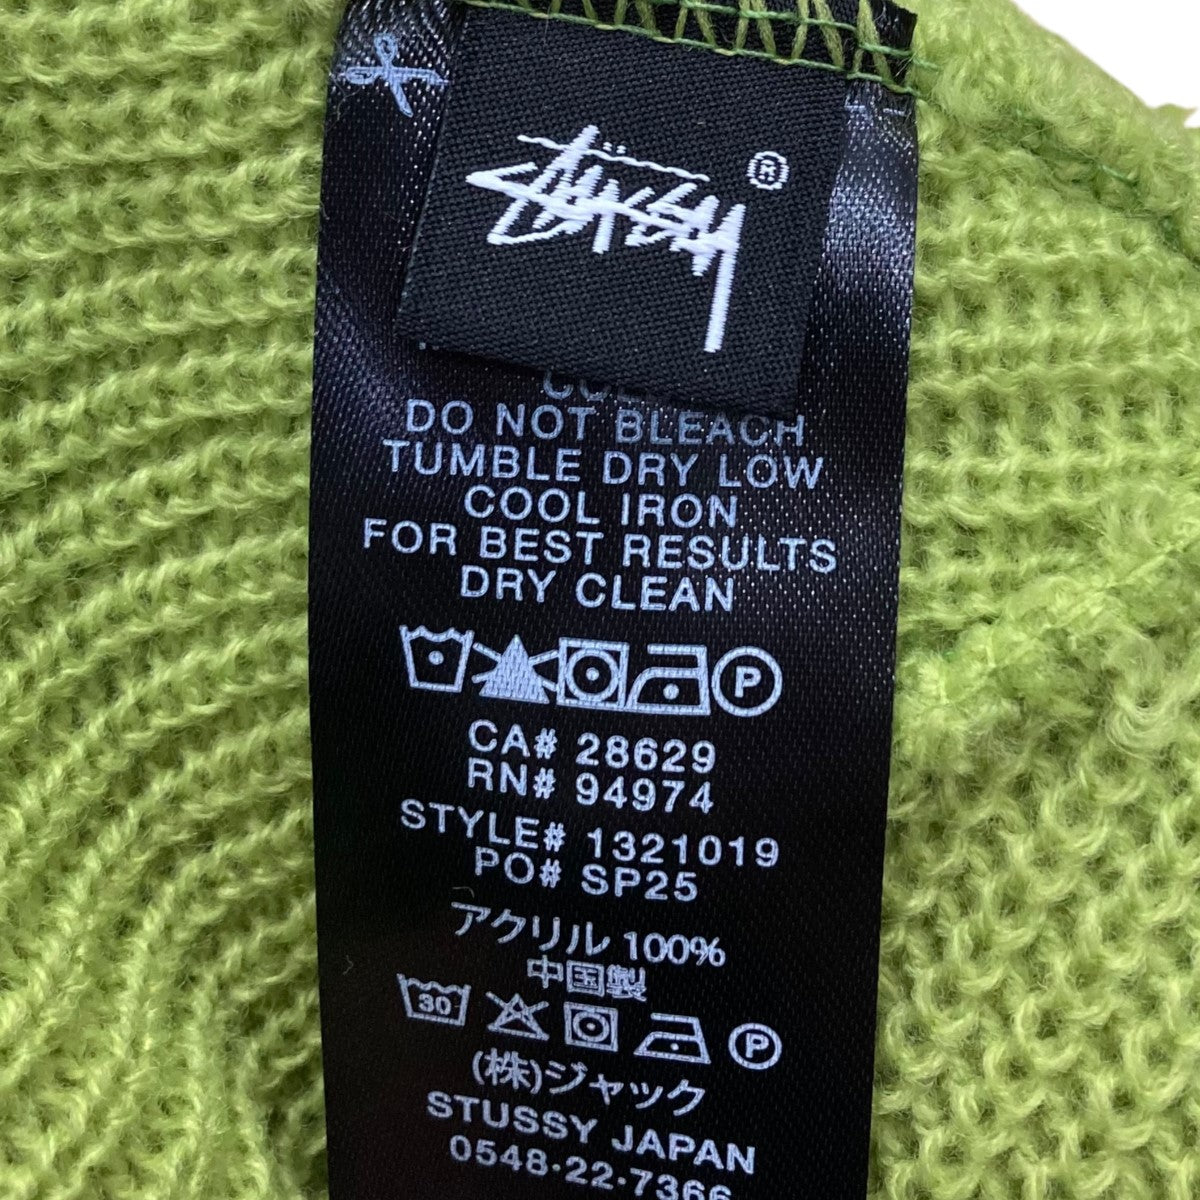 STÜSSY ®
DO NOT BLEACH
TUMBLE DRY LOW
COOL IRON
FOR BEST RESULTS
DRY CLEAN
P
CA# 28629
RN# 94974
STYLE# 1321019
PO# SP25
アクリル 100%
中国製
30 P
(株)ジャック
STUSSY JAPAN
0548·22·7366